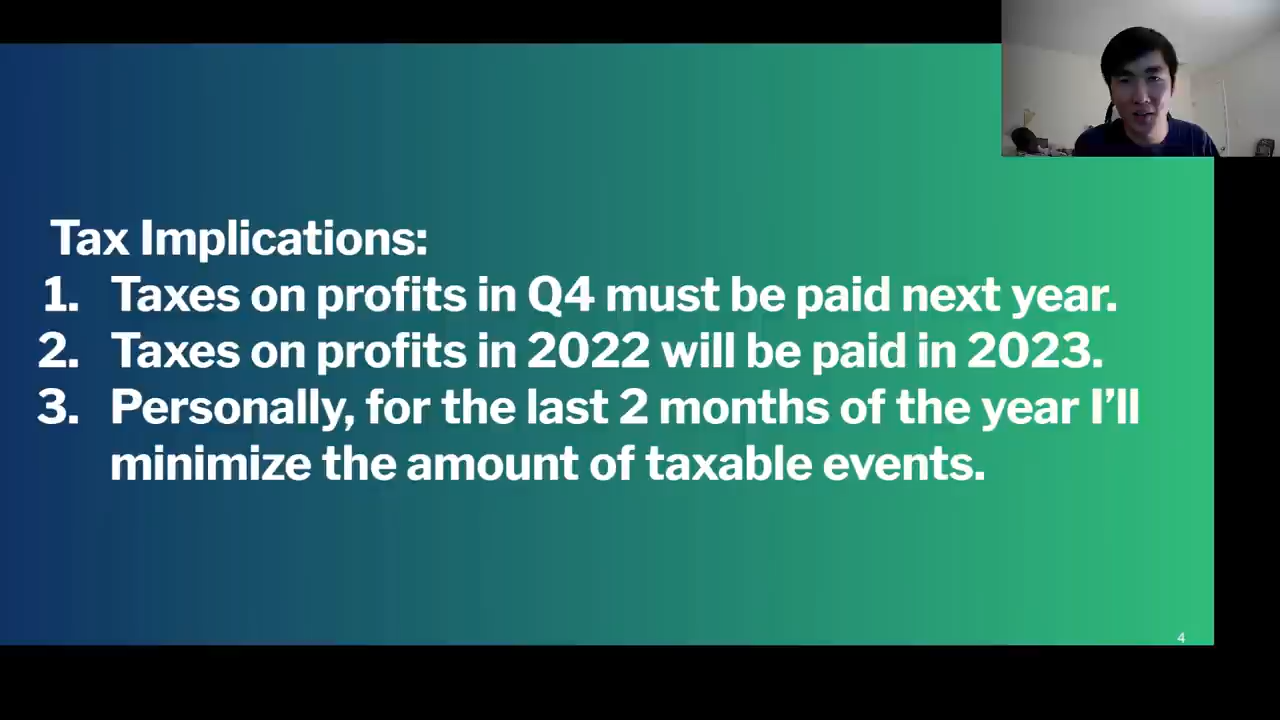 Tax Implications:
1. Taxes on profits in Q4 must be paid next year.
2. Taxes on profits in 2022 will be paid in 2023.
3. Personally, for the last 2 months of the year I’ll
minimize the amount of taxable events.
4